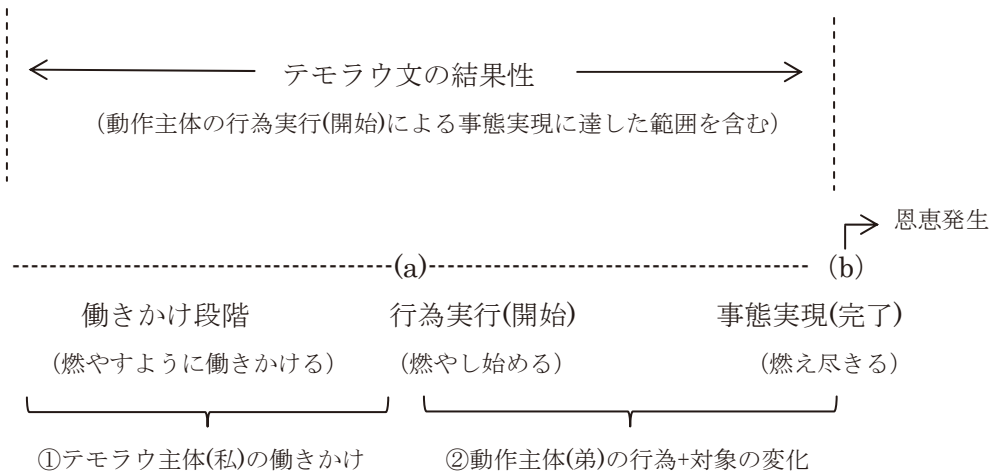 テモラウ文の結果性
（動作主体の行為実行(開始)による事態実現に達した範囲を含む）
恩恵発生
(a)
(b)
働きかけ段階 行為実行(開始) 事態実現(完了)
（燃やすように働きかける） （燃やし始める） （燃え尽きる）
①テモラウ主体(私)の働きかけ ②動作主体(弟)の行為+対象の変化